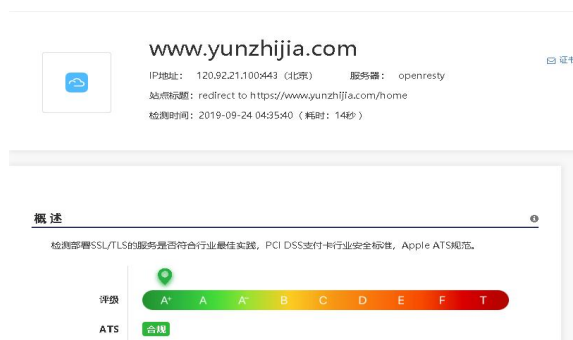 www.yunzhijia.com
证书
IP地址： 120.92.21.100:443（北京） 服务器： openresty
站点标题：redirect to https://www.yunzhijia.com/home
检测时间：2019-09-24 04:35:40（耗时：14秒）
概述
检测部署SSL/TLS的服务是否符合行业最佳实践，PCI DSS支付卡行业安全标准，Apple ATS规范。
评级 A+ A A- B C D E F T
ATS 合规